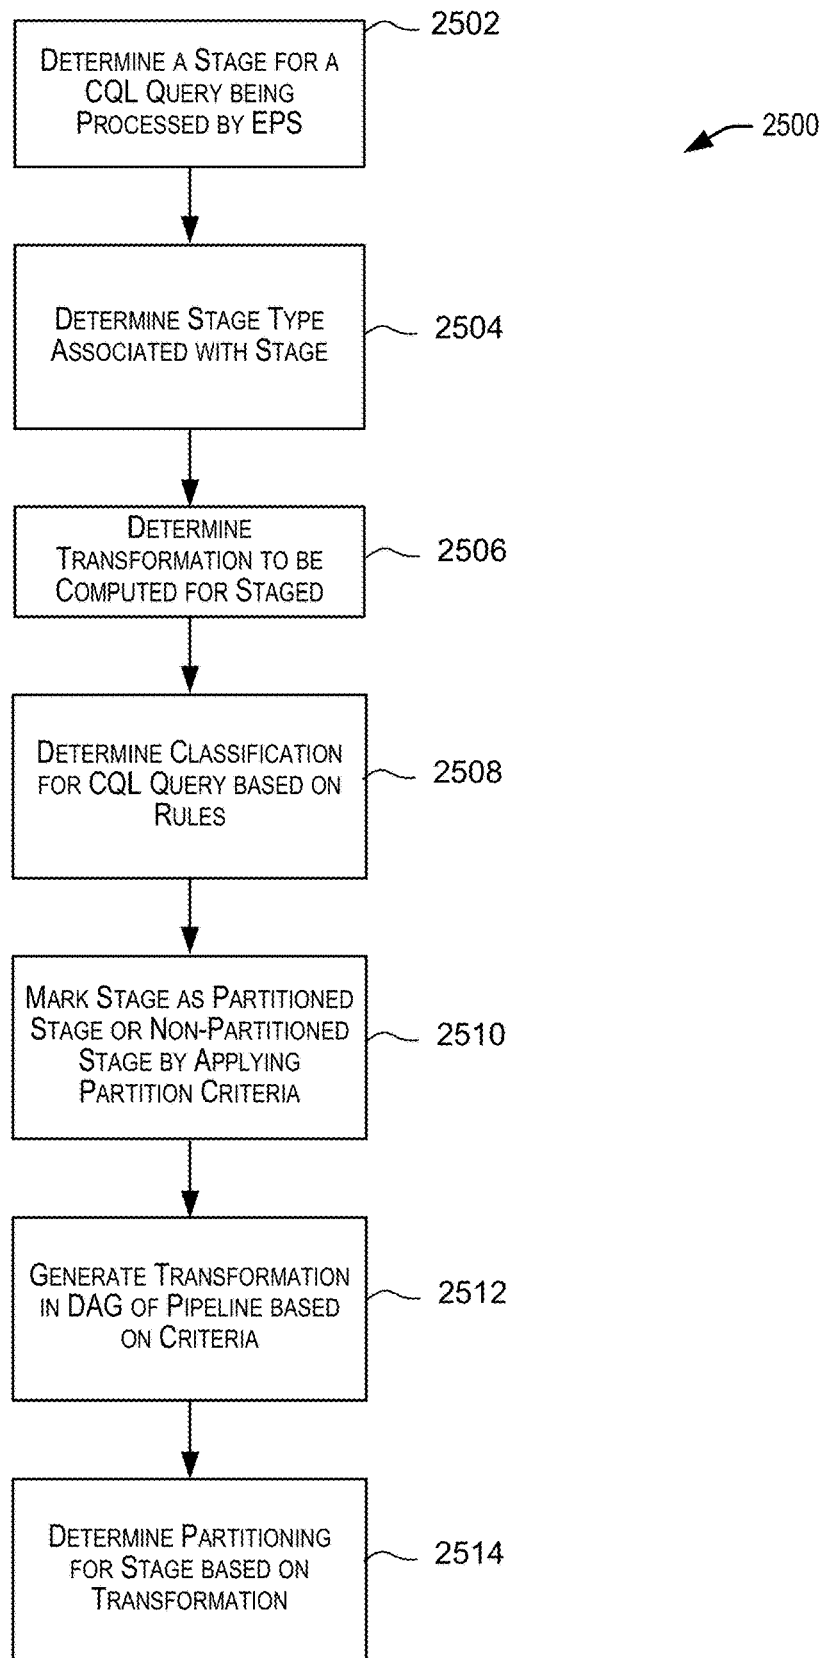 2502
DETERMINE A STAGE FOR A
CQL QUERY BEING
PROCESSED BY EPS
2500
DETERMINE STAGE TYPE
ASSOCIATED WITH STAGE
2504
DETERMINE
TRANSFORMATION TO BE
COMPUTED FOR STAGED
2506
DETERMINE CLASSIFICATION
FOR CQL QUERY BASED ON
RULES
2508
MARK STAGE AS PARTITIONED
STAGE OR NON-PARTITIONED
STAGE BY APPLYING
PARTITION CRITERIA
2510
GENERATE TRANSFORMATION
IN DAG OF PIPELINE BASED
ON CRITERIA
2512
DETERMINE PARTITIONING
FOR STAGE BASED ON
TRANSFORMATION
2514